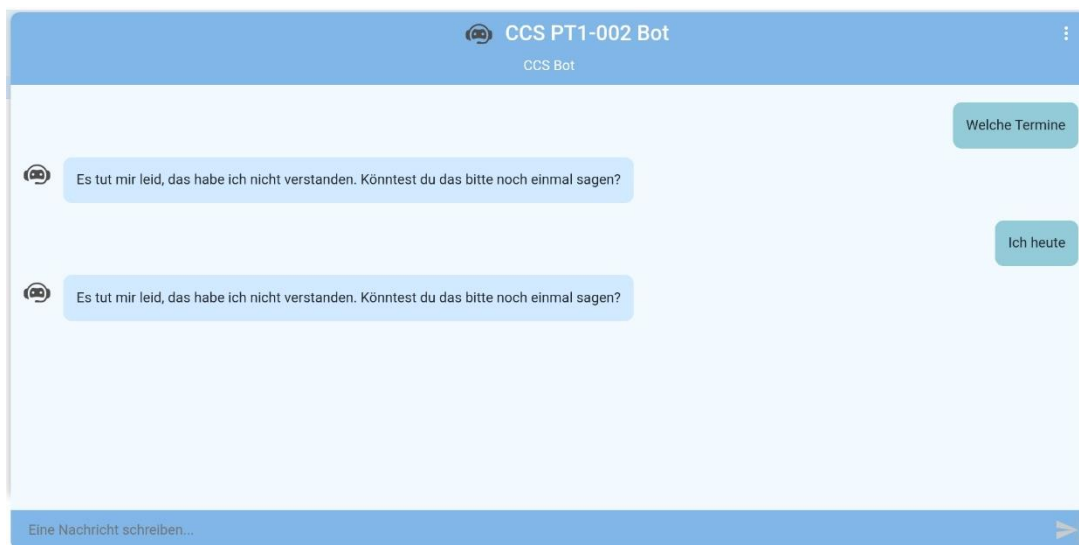 CCS PT1-002 Bot
CCS Bot
Welche Termine
Es tut mir leid, das habe ich nicht verstanden. Könntest du das bitte noch einmal sagen?
Ich heute
Es tut mir leid, das habe ich nicht verstanden. Könntest du das bitte noch einmal sagen?
Eine Nachricht schreiben...